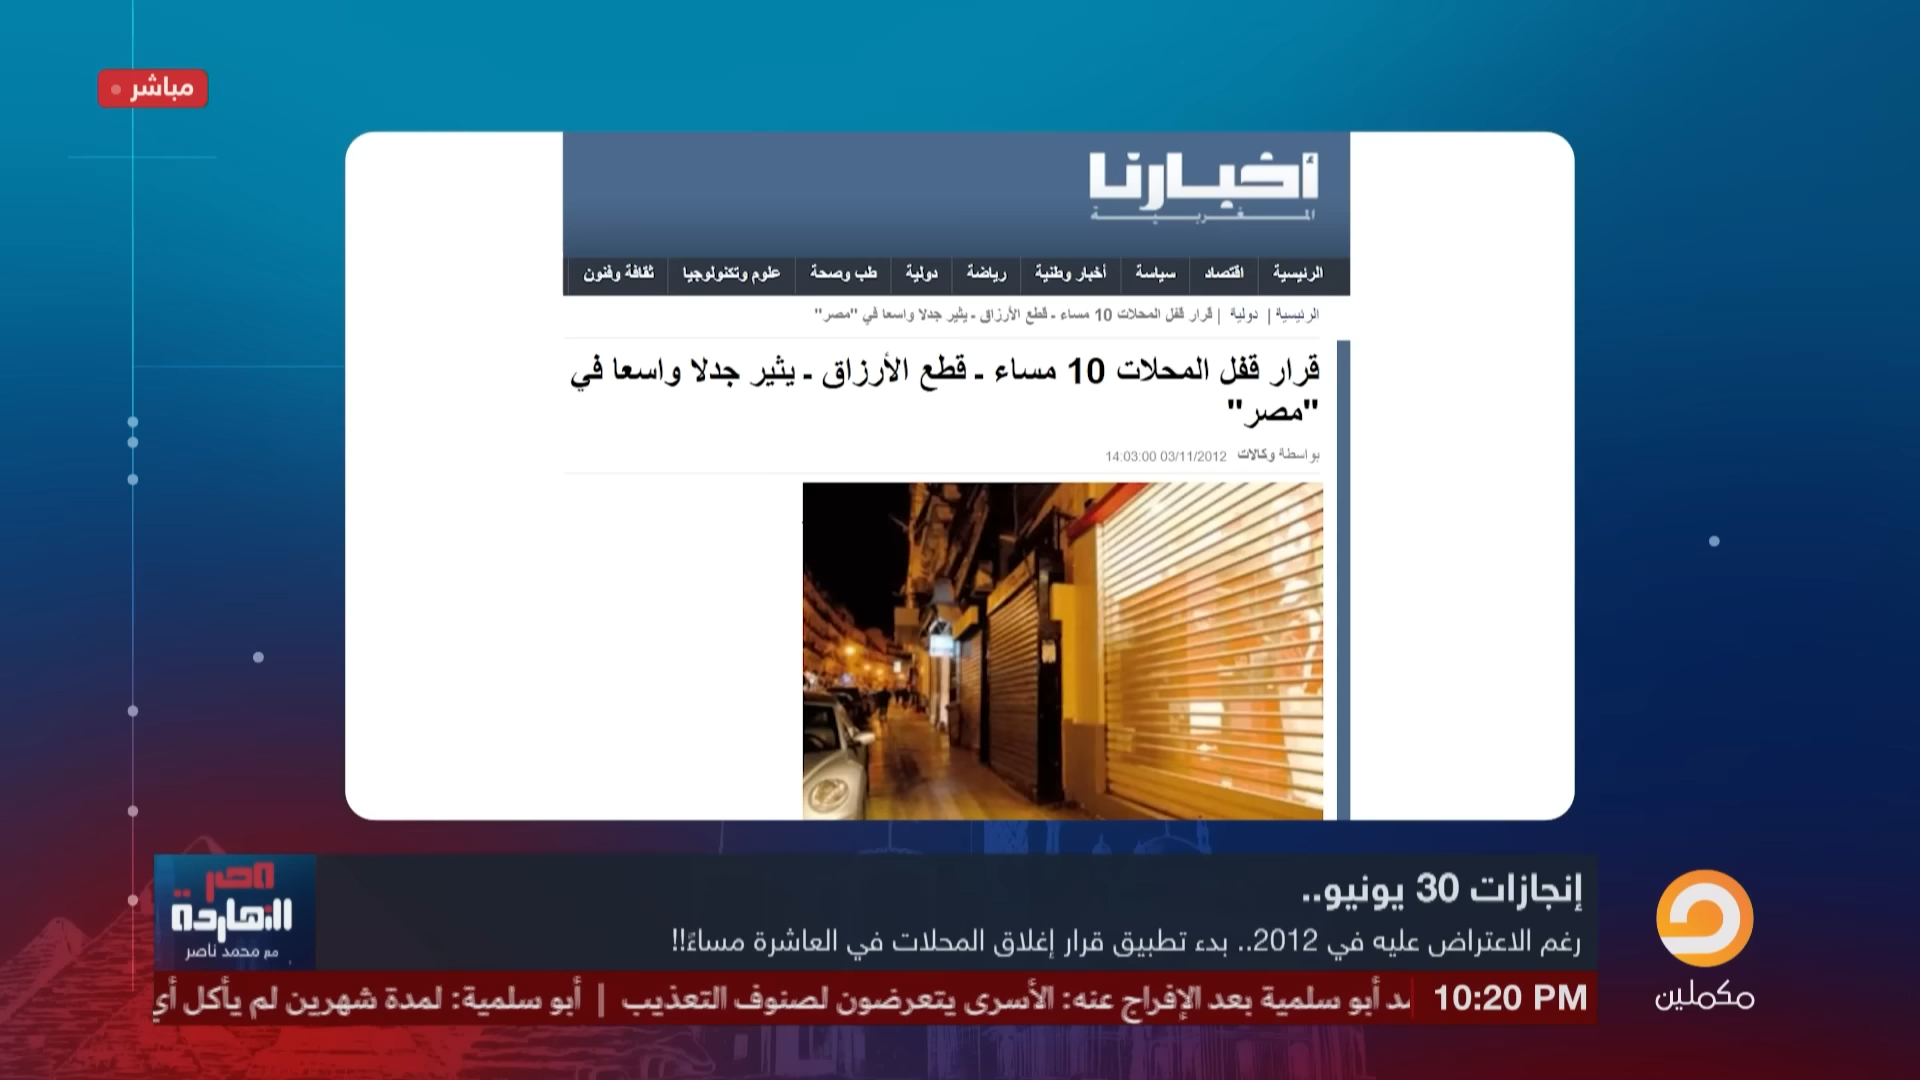 مباشر
أخبارنا
المغربية
الرئيسية اقتصاد سياسة أخبار وطنية رياضة دولية طب وصحة علوم وتكنولوجيا ثقافة وفنون
الرئيسية | دولية | قرار قفل المحلات 10 مساء ـ قطع الأرزاق ـ يثير جدلا واسعا في "مصر"
قرار قفل المحلات 10 مساء ـ قطع الأرزاق ـ يثير جدلا واسعا في
"مصر"
بواسطة وكالات 03/11/2012 14:03:00
إنجازات 30 يونيو..
رغم الاعتراض عليه في 2012.. بدء تطبيق قرار إغلاق المحلات في العاشرة مساءً!!
مصر
النهاردة
مع محمد ناصر
10:20 PM
أبو سلمية بعد الإفراج عنه: الأسرى يتعرضون لصنوف التعذيب | أبو سلمية: لمدة شهرين لم يأكل أي
مكملين